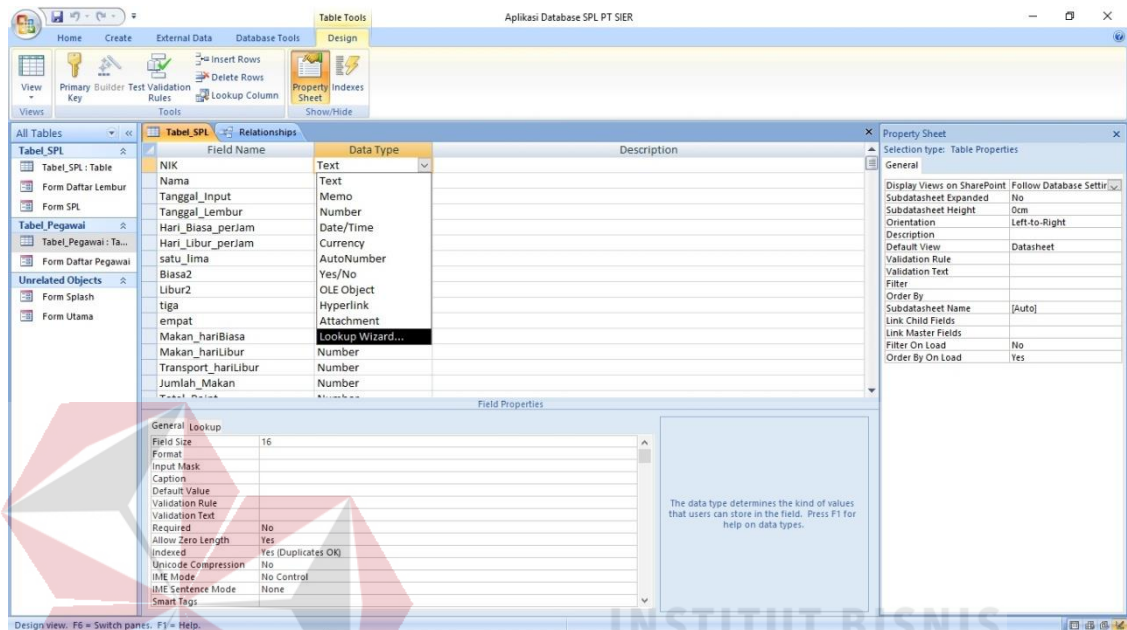 Table Tools
Aplikasi Database SPL PT SIER
Home Create External Data Database Tools Design
View
Primary Key
Builder
Test Validation Rules
Insert Rows
Delete Rows
Lookup Column
Property Sheet
Indexes
Views
Tools
Show/Hide
All Tables
Tabel_SPL
Tabel_SPL : Table
Form Daftar Lembur
Form SPL
Tabel_Pegawai
Tabel_Pegawai : Ta...
Form Daftar Pegawai
Unrelated Objects
Form Splash
Form Utama
Tabel_SPL Relationships
Field Name Data Type Description
NIK Text
Nama Text
Tanggal_Input Memo
Tanggal_Lembur Number
Hari_Biasa_perJam Date/Time
Hari_Libur_perJam Currency
satu_lima AutoNumber
Biasa2 Yes/No
Libur2 OLE Object
tiga Hyperlink
empat Attachment
Makan_hariBiasa Lookup Wizard...
Makan_hariLibur Number
Transport_hariLibur Number
Jumlah_Makan Number
Total_Point Number
Field Properties
General Lookup
Field Size 16
Format
Input Mask
Caption
Default Value
Validation Rule
Validation Text
Required No
Allow Zero Length Yes
Indexed Yes (Duplicates OK)
Unicode Compression No
IME Mode No Control
IME Sentence Mode None
Smart Tags
The data type determines the kind of values
that users can store in the field. Press F1 for
help on data types.
Property Sheet
Selection type: Table Properties
General
Display Views on SharePoint Follow Database Settin
Subdatasheet Expanded No
Subdatasheet Height 0cm
Orientation Left-to-Right
Description
Default View Datasheet
Validation Rule
Validation Text
Filter
Order By
Subdatasheet Name [Auto]
Link Child Fields
Link Master Fields
Filter On Load No
Order By On Load Yes
INSTITUT BISNIS
Design view. F6 = Switch panes. F1 = Help.